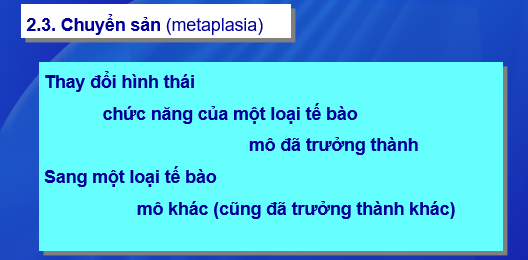 2.3. Chuyển sản (metaplasia)
Thay đổi hình thái
chức năng của một loại tế bào
mô đã trưởng thành
Sang một loại tế bào
mô khác (cũng đã trưởng thành khác)